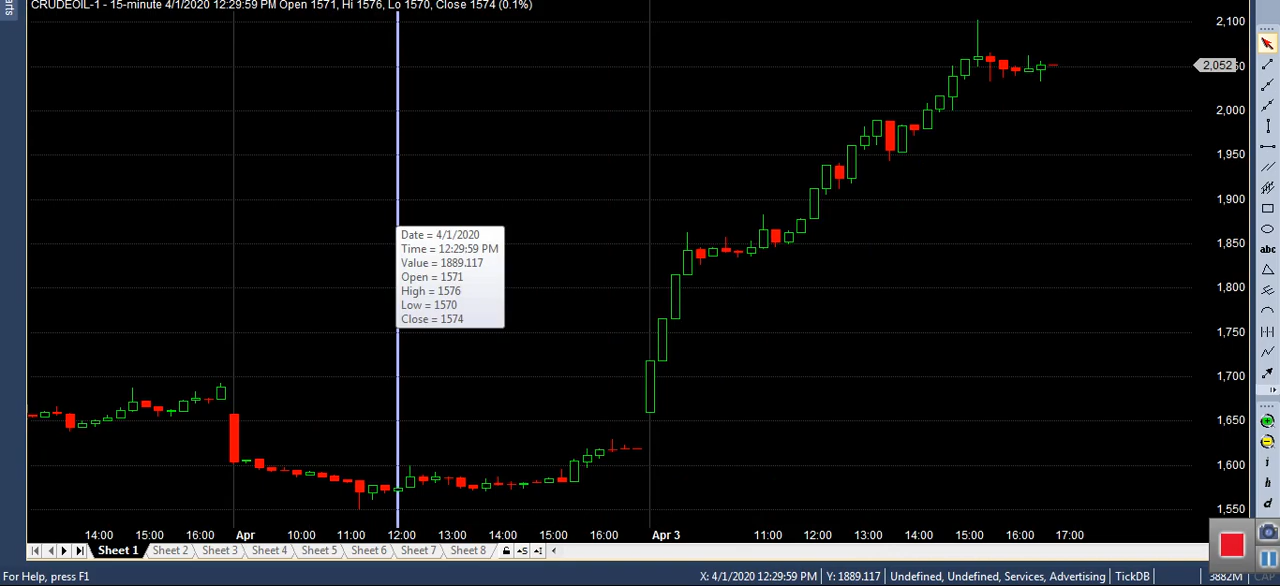 arts
CRUDEOIL-1 - 15-minute 4/1/2020 12:29:59 PM Open 1571, Hi 1576, Lo 1570, Close 1574 (0.1%)
2,100
2,052
50
2,000
1,950
1,900
1,850
1,800
1,750
1,700
1,650
1,600
1,550
Date = 4/1/2020
Time = 12:29:59 PM
Value = 1889.117
Open = 1571
High = 1576
Low = 1570
Close = 1574
abc
i
h
d
14:00 15:00 16:00 Apr 10:00 11:00 12:00 13:00 14:00 15:00 16:00 Apr 3 11:00 12:00 13:00 14:00 15:00 16:00 17:00
Sheet 1 Sheet 2 Sheet 3 Sheet 4 Sheet 5 Sheet 6 Sheet 7 Sheet 8
For Help, press F1 X: 4/1/2020 12:29:59 PM Y: 1889.117 Undefined, Undefined, Services, Advertising TickDB 3882M CAP